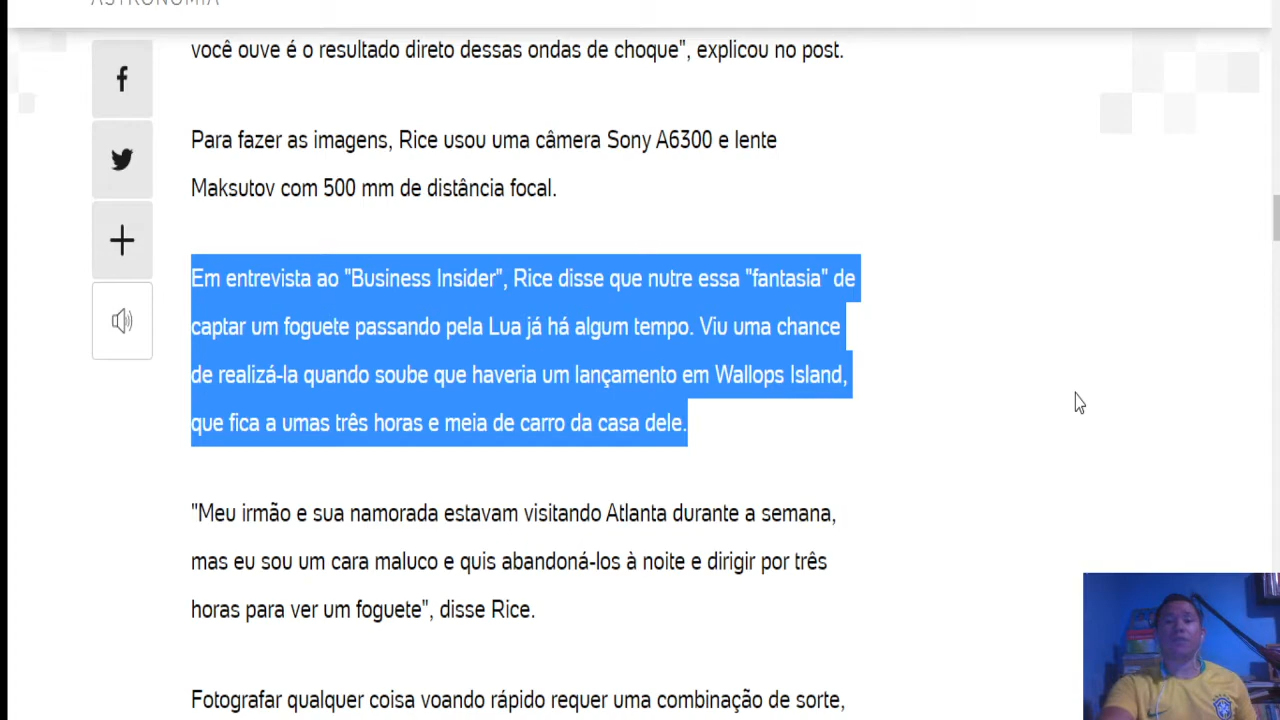 ASTRONOMIA
você ouve é o resultado direto dessas ondas de choque", explicou no post.
Para fazer as imagens, Rice usou uma câmera Sony A6300 e lente
Maksutov com 500 mm de distância focal.
Em entrevista ao "Business Insider", Rice disse que nutre essa "fantasia" de
captar um foguete passando pela Lua já há algum tempo. Viu uma chance
de realizá-la quando soube que haveria um lançamento em Wallops Island,
que fica a umas três horas e meia de carro da casa dele.
"Meu irmão e sua namorada estavam visitando Atlanta durante a semana,
mas eu sou um cara maluco e quis abandoná-los à noite e dirigir por três
horas para ver um foguete", disse Rice.
Fotografar qualquer coisa voando rápido requer uma combinação de sorte,